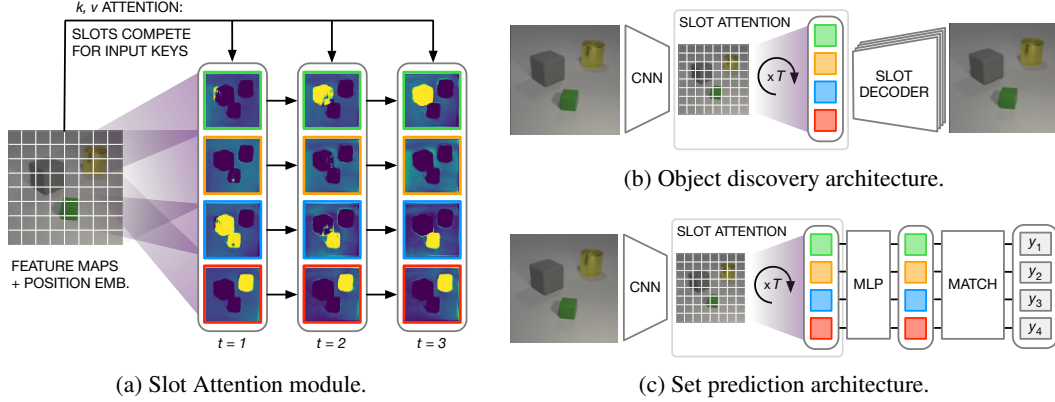 k, v ATTENTION:
SLOTS COMPETE
FOR INPUT KEYS
FEATURE MAPS
+ POSITION EMB.
t = 1
t = 2
t = 3
(a) Slot Attention module.
SLOT ATTENTION
CNN
x T
SLOT
DECODER
(b) Object discovery architecture.
SLOT ATTENTION
CNN
x T
MLP
MATCH
y1
y2
y3
y4
(c) Set prediction architecture.